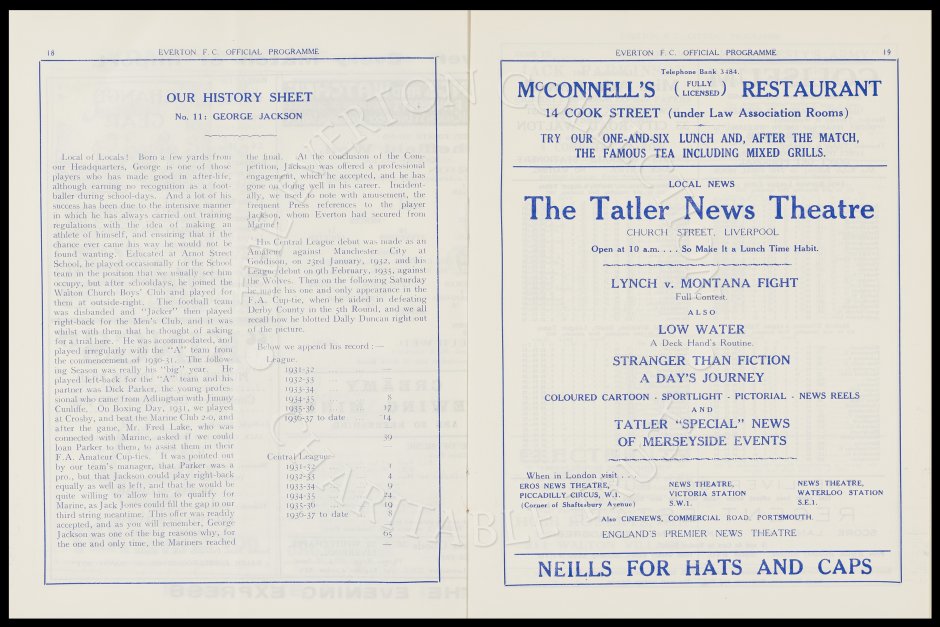 18
EVERTON F. C. OFFICIAL PROGRAMME
OUR HISTORY SHEET
No. 11: GEORGE JACKSON
Local of Locals! Born a few yards from
our Headquarters, George is one of those
players who has made good in after-life,
although earning no recognition as a foot-
baller during school-days. And a lot of his
success has been due to the intensive manner
in which he has always carried out training
regulations with the idea of making an
athlete of himself, and ensuring that if the
chance ever came his way he would not be
found wanting. Educated at Arnot Street
School, he played occasionally for the School
team in the position that we usually see him
occupy, but after schooldays, he joined the
Walton Church Boys' Club and played for
them at outside-right. The football team
was disbanded and "Jacker" then played
right-back for the Men's Club, and it was
whilst with them that he thought of asking
for a trial here. He was accommodated, and
played irregularly with the "A" team from
the commencement of 1930-31. The follow-
ing Season was really his "big" year. He
played left-back for the "A" team and his
partner was Dick Parker, the young profes-
sional who came from Adlington with Jimmy
Cunliffe. On Boxing Day, 1931, we played
at Crosby, and beat the Marine Club 2-0, and
after the game, Mr. Fred Lake, who was
connected with Marine, asked if we could
loan Parker to them, to assist them in their
F.A. Amateur Cup-ties. It was pointed out
by our team's manager, that Parker was a
pro., but that Jackson could play right-back
equally as well as left, and that he would be
quite willing to allow him to qualify for
Marine, as Jack Jones could fill the gap in our
third string meantime. This offer was readily
accepted, and as you will remember, George
Jackson was one of the big reasons why, for
the one and only time, the Mariners reached
the final. At the conclusion of the Com-
petition, Jackson was offered a professional
engagement, which he accepted, and he has
gone on doing well in his career. Incident-
ally, we used to note with amusement, the
frequent Press references to the player
Jackson, whom Everton had secured from
Marine!
His Central League debut was made as an
Amateur against Manchester City at
Goodison, on 23rd January, 1932, and his
League debut on 9th February, 1935, against
the Wolves. Then on the following Saturday
he made his one and only appearance in the
F.A. Cup-tie, when he aided in defeating
Derby County in the 5th Round, and we all
recall how he blotted Dally Duncan right out
of the picture.
Below we append his record :—
League.
1931-32 ... —
1932-33 ... —
1933-34 ... —
1934-35 ... 8
1935-36 ... 17
1936-37 to date ... 14
39
Central League—
1931-32 ... 1
1932-33 ... 4
1933-34 ... 9
1934-35 ... 24
1935-36 ... 19
1936-37 to date ... 8
65
EVERTON F. C. OFFICIAL PROGRAMME
19
Telephone Bank 3484.
McCONNELL'S (FULLY LICENSED) RESTAURANT
14 COOK STREET (under Law Association Rooms)
TRY OUR ONE-AND-SIX LUNCH AND, AFTER THE MATCH,
THE FAMOUS TEA INCLUDING MIXED GRILLS.
LOCAL NEWS
The Tatler News Theatre
CHURCH STREET, LIVERPOOL
Open at 10 a.m. . . . So Make It a Lunch Time Habit.
LYNCH v. MONTANA FIGHT
Full Contest.
ALSO
LOW WATER
A Deck Hand's Routine.
STRANGER THAN FICTION
A DAY'S JOURNEY
COLOURED CARTOON - SPOTLIGHT - PICTORIAL - NEWS REELS
AND
TATLER "SPECIAL" NEWS
OF MERSEYSIDE EVENTS
When in London visit . . .
EROS NEWS THEATRE,
PICCADILLY CIRCUS, W.1.
(Corner of Shaftesbury Avenue)
NEWS THEATRE,
VICTORIA STATION
S.W.1.
NEWS THEATRE,
WATERLOO STATION
S.E.1.
Also CINENEWS, COMMERCIAL ROAD, PORTSMOUTH.
ENGLAND'S PREMIER NEWS THEATRE
NEILLS FOR HATS AND CAPS